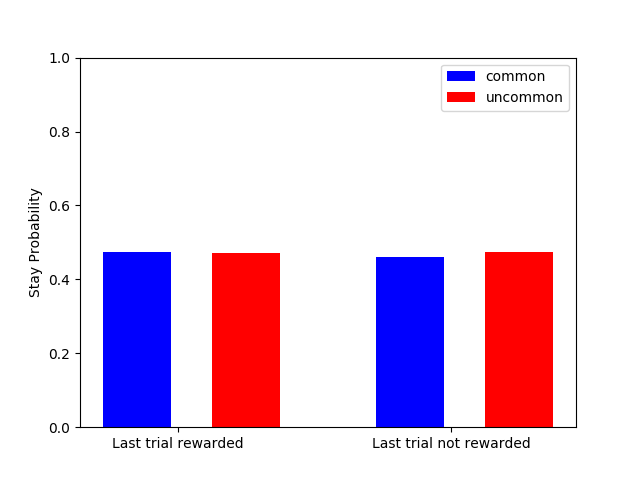 1.0
0.8
0.6
0.4
0.2
0.0
Stay Probability
common
uncommon
Last trial rewarded
Last trial not rewarded